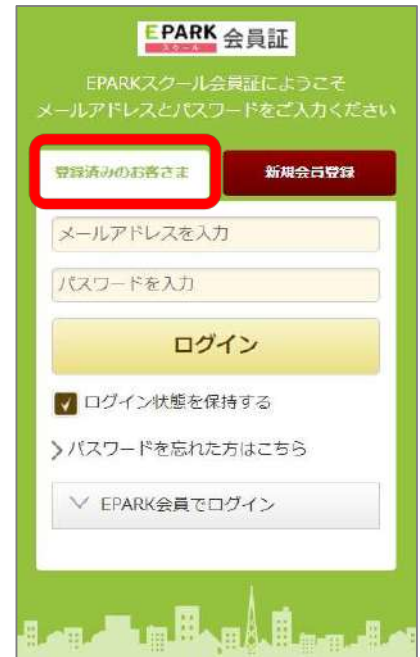 EPARK 会員証
スクール
EPARKスクール会員証にようこそ
メールアドレスとパスワードをご入力ください
登録済みのお客さま
新規会員登録
メールアドレスを入力
パスワードを入力
ログイン
ログイン状態を保持する
パスワードを忘れた方はこちら
EPARK会員でログイン